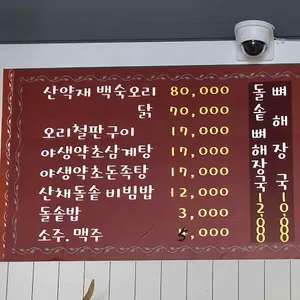 산약재 백숙오리 80,000
닭 70,000
오리철판구이 17,000
야생약초삼계탕 17,000
야생약초돈족탕 17,000
산채돌솥 비빔밥 12,000
돌솥밥 3,000
소주. 맥주 5,000
돌솥뼈해장국 12,000
뼈해장국 10,000